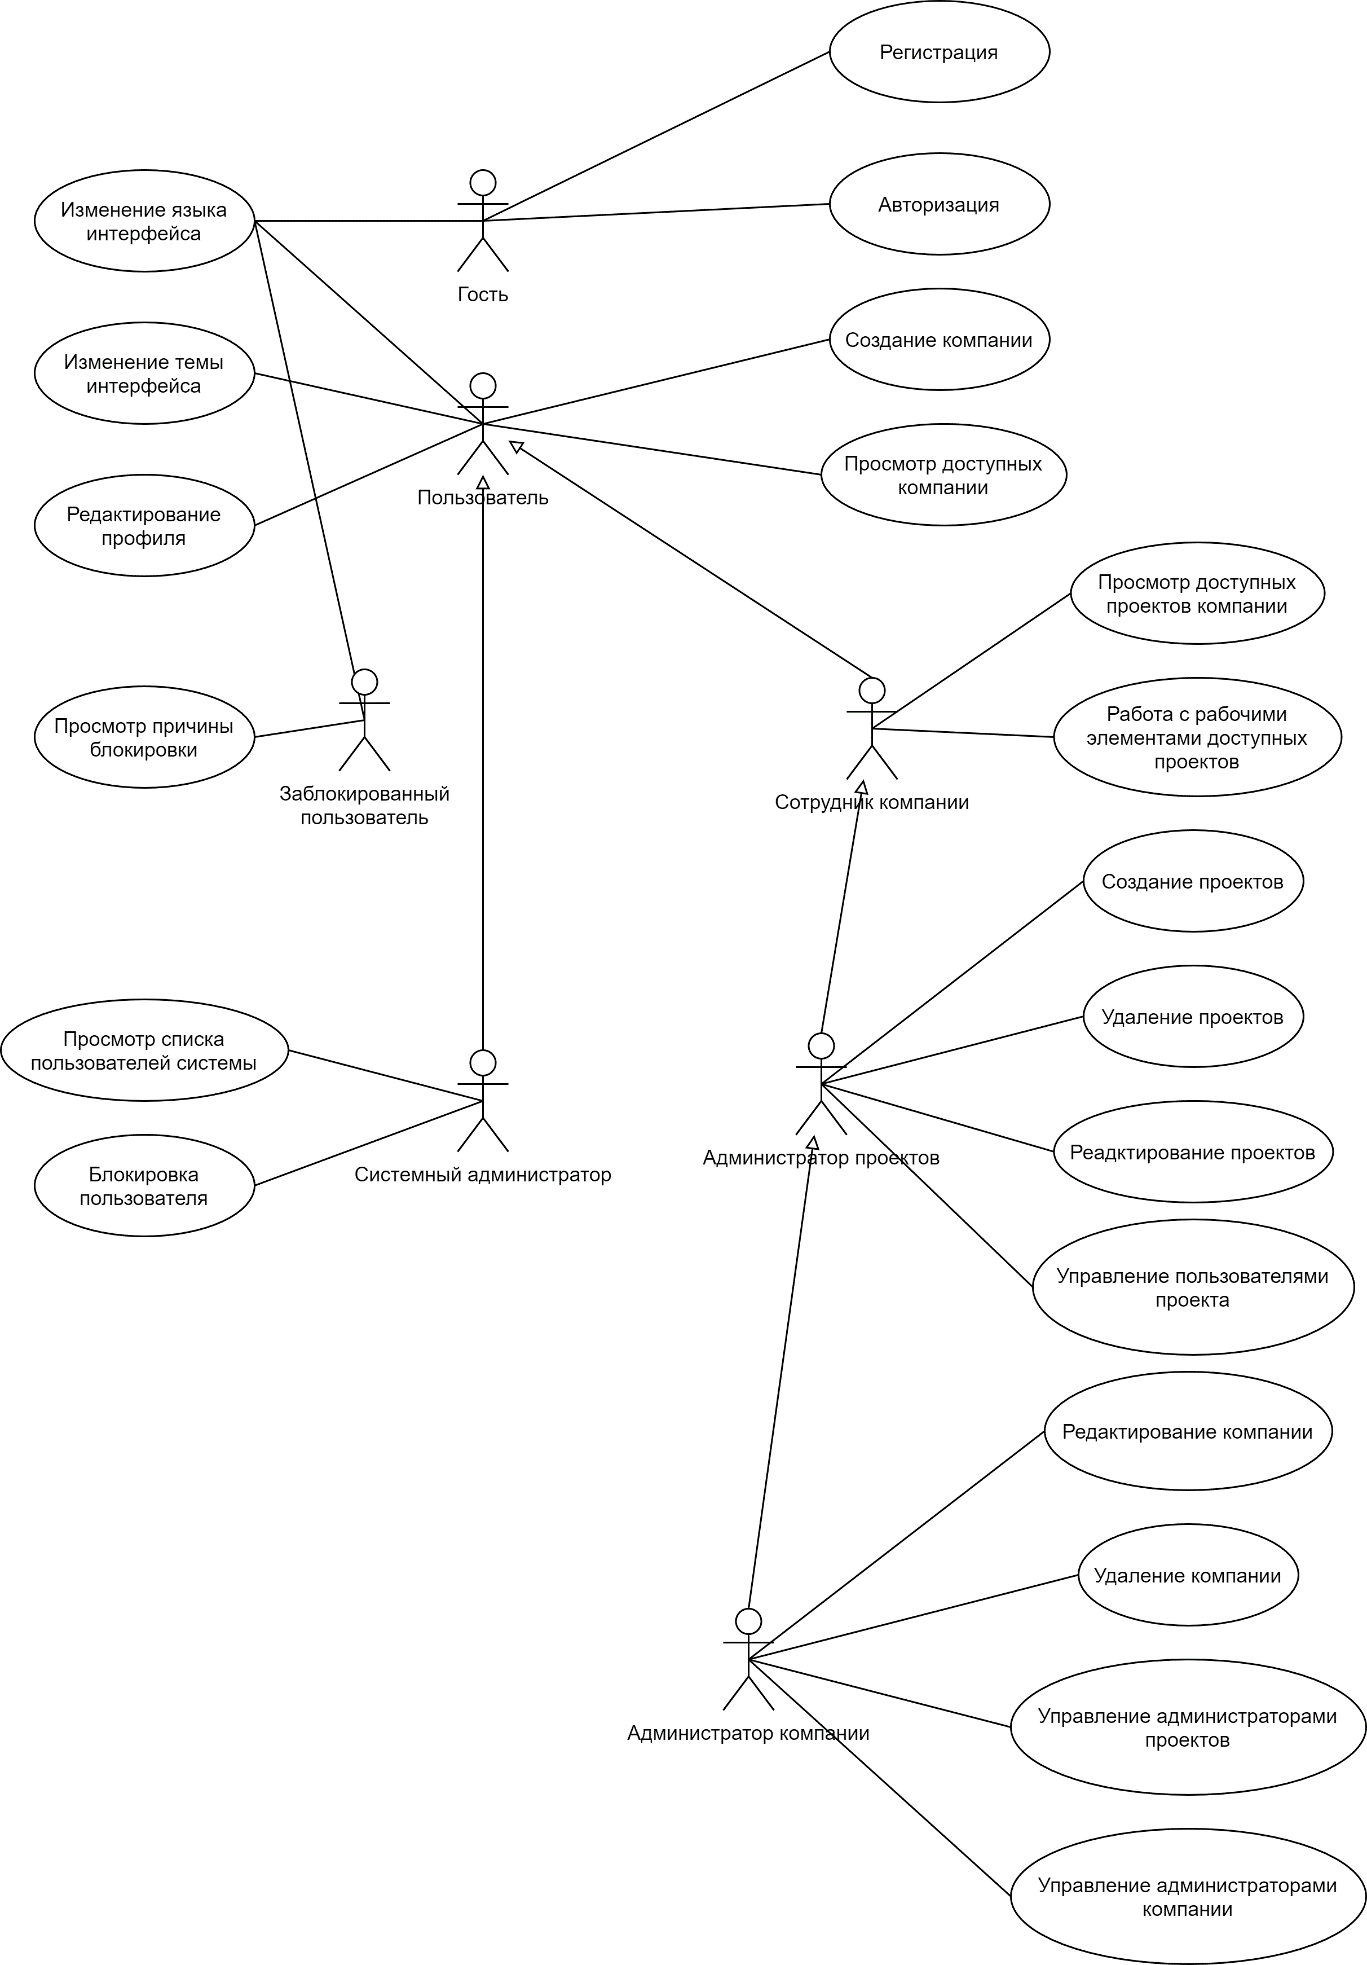 Регистрация
Изменение языка
интерфейса
Авторизация
Гость
Создание компании
Изменение темы
интерфейса
Просмотр доступных
компании
Пользователь
Редактирование
профиля
Просмотр доступных
проектов компании
Просмотр причины
блокировки
Работа с рабочими
элементами доступных
проектов
Заблокированный
пользователь
Сотрудник компании
Создание проектов
Удаление проектов
Просмотр списка
пользователей системы
Администратор проектов
Реадктирование проектов
Блокировка
пользователя
Системный администратор
Управление пользователями
проекта
Редактирование компании
Удаление компании
Управление администраторами
проектов
Администратор компании
Управление администраторами
компании